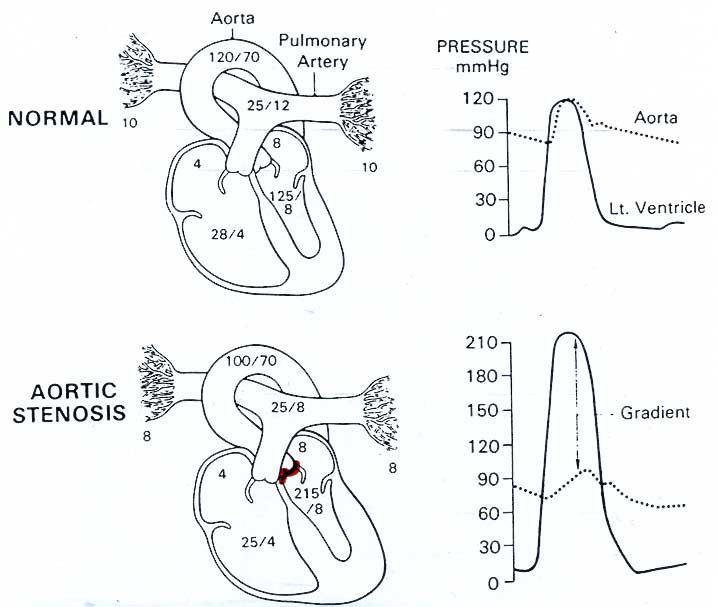 Aorta
Pulmonary
Artery
120/70
25/12
NORMAL
10
8
4
10
125/
8
28/4
PRESSURE
mmHg
120
90
60
30
0
Aorta
Lt. Ventricle
AORTIC
STENOSIS
100/70
25/8
8
8
4
8
215
/8
25/4
210
180
150
120
90
60
30
0
Gradient